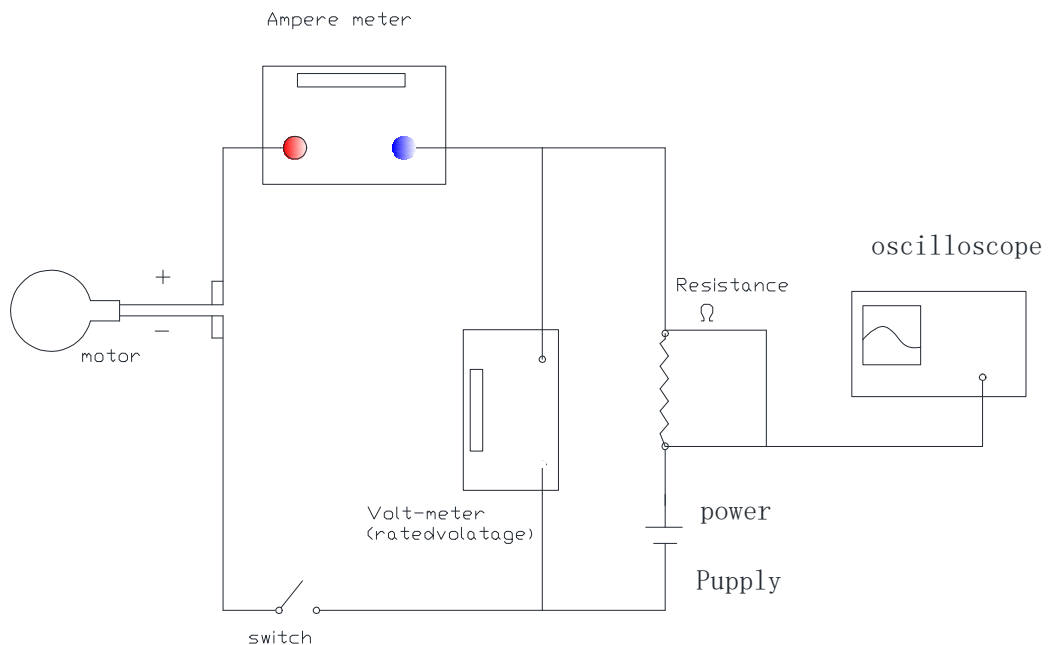 Ampere meter
oscilloscope
+
Resistance
Ω
−
motor
Volt-meter
(ratedvolatage)
power
Pupply
switch